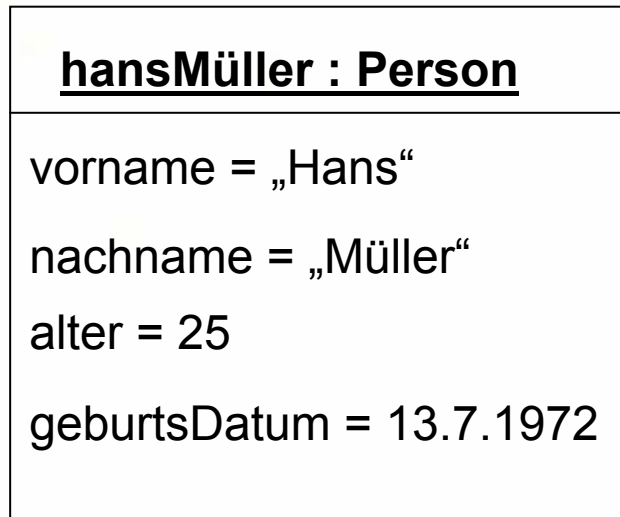 hansMüller : Person
vorname = „Hans“
nachname = „Müller“
alter = 25
geburtsDatum = 13.7.1972